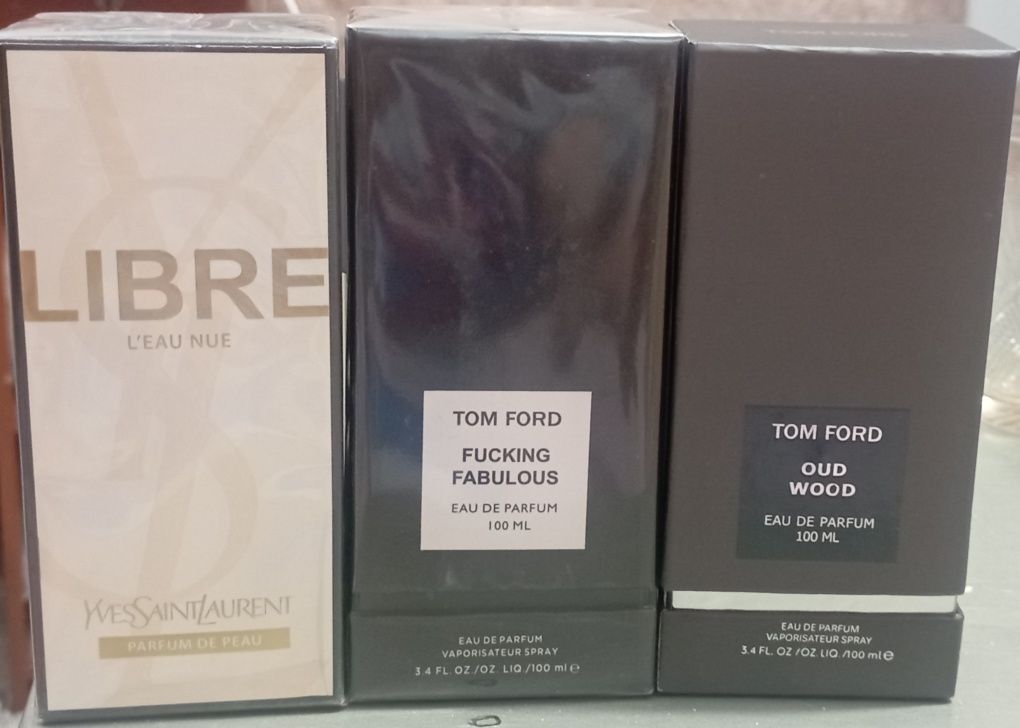 LIBRE
L'EAU NUE
YVESSAINTLAURENT
PARFUM DE PEAU
TOM FORD
FUCKING
FABULOUS
EAU DE PARFUM
100 ML
EAU DE PARFUM
VAPORISATEUR SPRAY
3.4 FL. OZ./OZ. LIQ./100 ml e
TOM FORD
TOM FORD
OUD
WOOD
EAU DE PARFUM
100 ML
EAU DE PARFUM
VAPORISATEUR SPRAY
3.4 FL. OZ /OZ. LIQ. /100 ml e